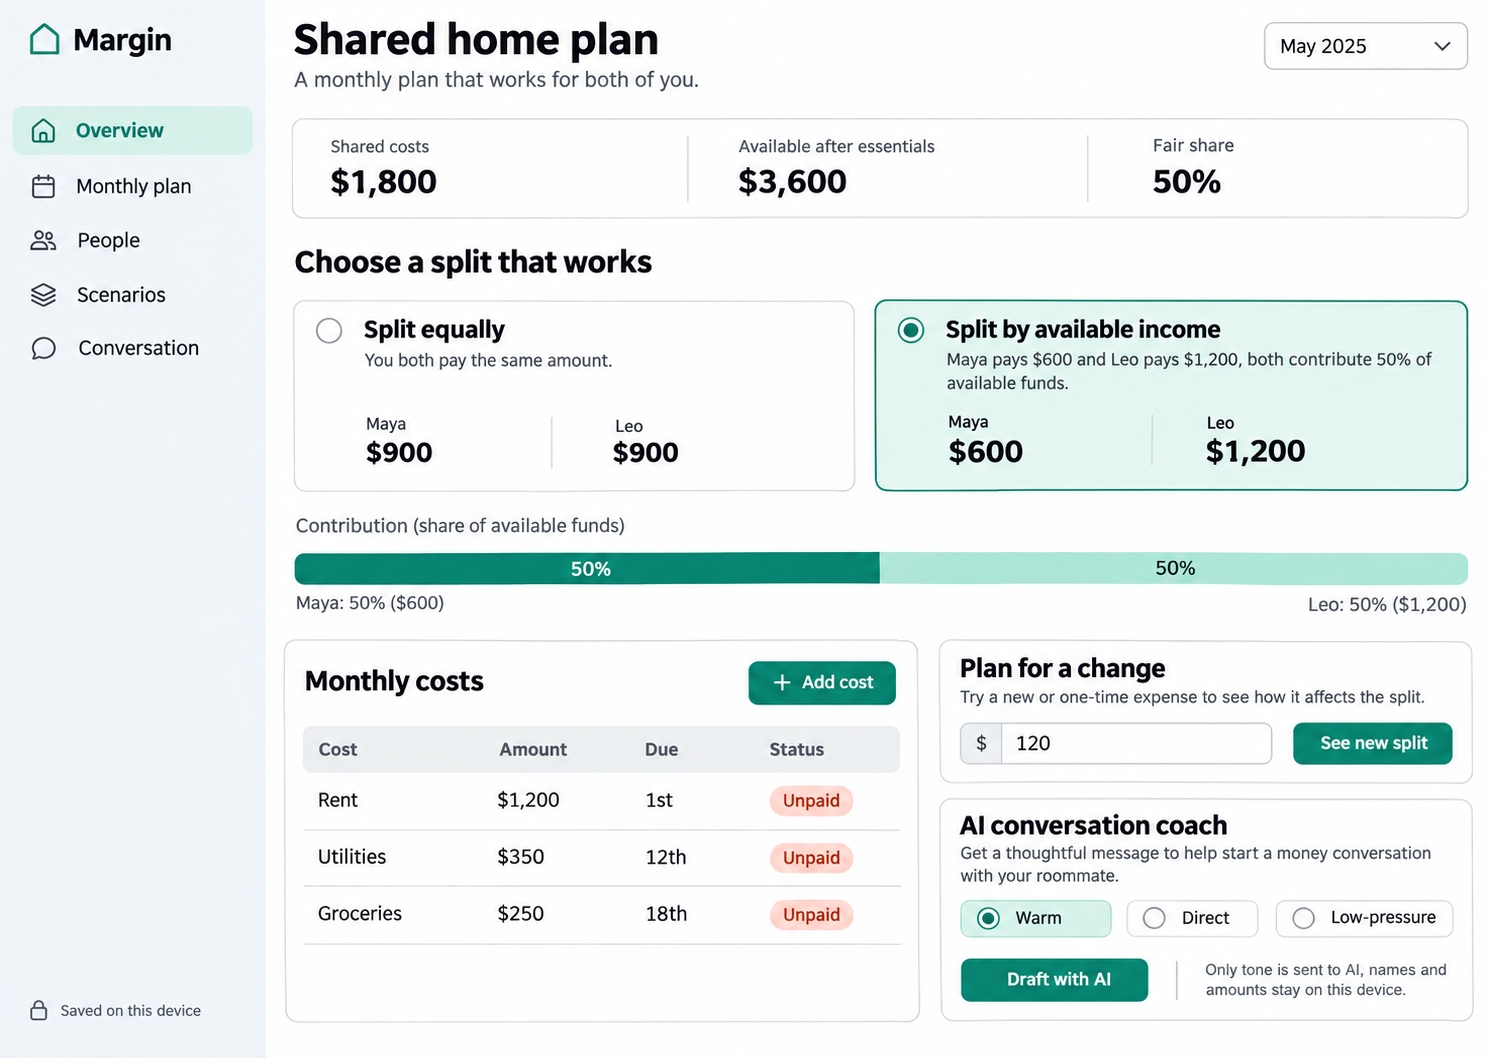 Margin
Overview
Monthly plan
People
Scenarios
Conversation
Saved on this device
Shared home plan
A monthly plan that works for both of you.
May 2025
Shared costs
$1,800
Available after essentials
$3,600
Fair share
50%
Choose a split that works
Split equally
You both pay the same amount.
Maya
$900
Leo
$900
Split by available income
Maya pays $600 and Leo pays $1,200, both contribute 50% of
available funds.
Maya
$600
Leo
$1,200
Contribution (share of available funds)
50%
50%
Maya: 50% ($600)
Leo: 50% ($1,200)
Monthly costs
+ Add cost
Cost Amount Due Status
Rent $1,200 1st Unpaid
Utilities $350 12th Unpaid
Groceries $250 18th Unpaid
Plan for a change
Try a new or one-time expense to see how it affects the split.
$ 120
See new split
AI conversation coach
Get a thoughtful message to help start a money conversation
with your roommate.
Warm
Direct
Low-pressure
Draft with AI
Only tone is sent to AI, names and
amounts stay on this device.